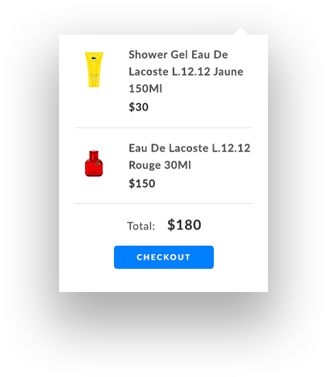 Shower Gel Eau De
Lacoste L.12.12 Jaune
150Ml
$30
Eau De Lacoste L.12.12
Rouge 30Ml
$150
Total: $180
CHECKOUT